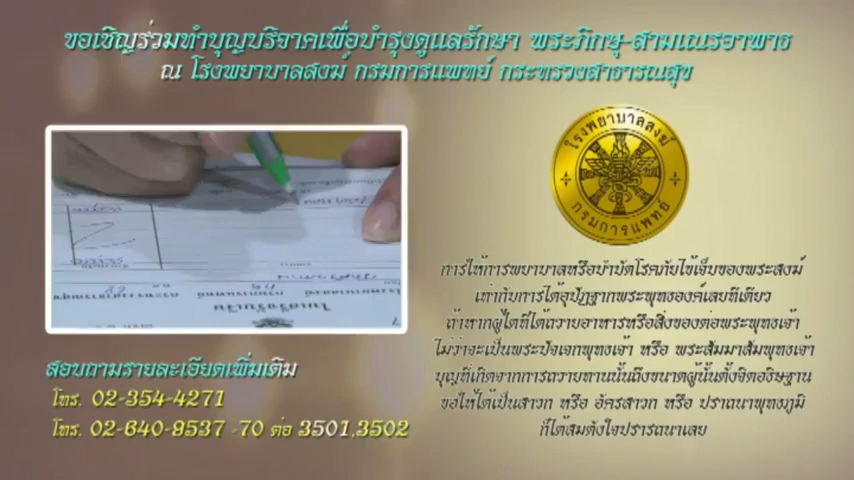 ขอเชิญร่วมทำบุญบริจาคเพื่อบำรุงดูแลรักษา พระภิกษุ-สามเณรอาพาธ
ณ โรงพยาบาลสงฆ์ กรมการแพทย์ กระทรวงสาธารณสุข
โรงพยาบาลสงฆ์
กรมการแพทย์
ใบเสร็จรับเงิน
การให้การพยาบาลหรือบำบัดโรคภัยไข้เจ็บของพระสงฆ์
เท่ากับการได้อุปัฏฐากพระพุทธองค์เลยทีเดียว
ถ้าหากผู้ใดที่ได้ถวายอาหารหรือสิ่งของต่อพระพุทธเจ้า
ไม่ว่าจะเป็นพระปัจเจกพุทธเจ้า หรือ พระสัมมาสัมพุทธเจ้า
บุญที่เกิดจากการถวายทานนั้นถึงขนาดผู้นั้นตั้งจิตอธิษฐาน
ขอให้ได้เป็นสาวก หรือ อัครสาวก หรือ ปราถนาพุทธภูมิ
ก็ได้สมดังใจปรารถนาเลย
สอบถามรายละเอียดเพิ่มเติม
โทร. 02-354-4271
โทร. 02-640-9537 -70 ต่อ 3501,3502